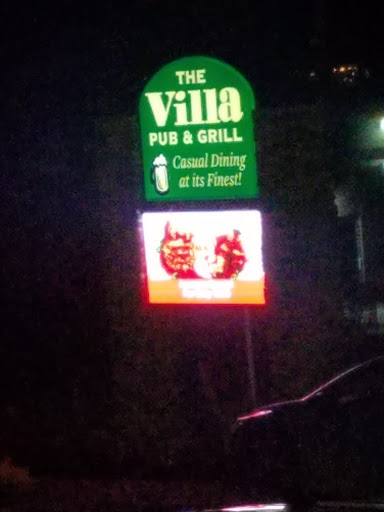 THE
Villa
PUB & GRILL
Casual Dining
at its Finest!